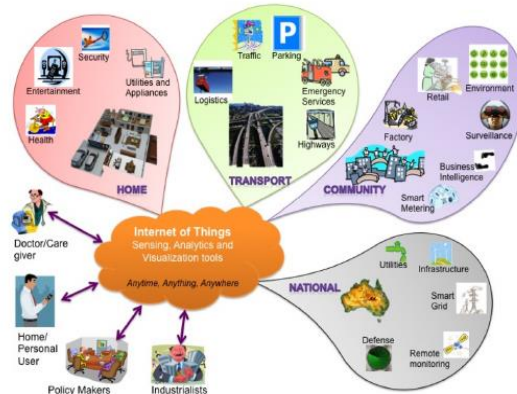 Security
Entertainment
Utilities and
Appliances
Health
HOME
Traffic
P
Parking
Logistics
Emergency
Services
Highways
TRANSPORT
Environment
Retail
Factory
Surveillance
Business
Intelligence
Smart
Metering
COMMUNITY
Internet of Things
Sensing, Analytics and
Visualization tools
Anytime, Anything, Anywhere
Utilities
Infrastructure
NATIONAL
Smart
Grid
Defense
Remote
monitoring
Doctor/Care
giver
Home/
Personal
User
Policy Makers
Industrialists